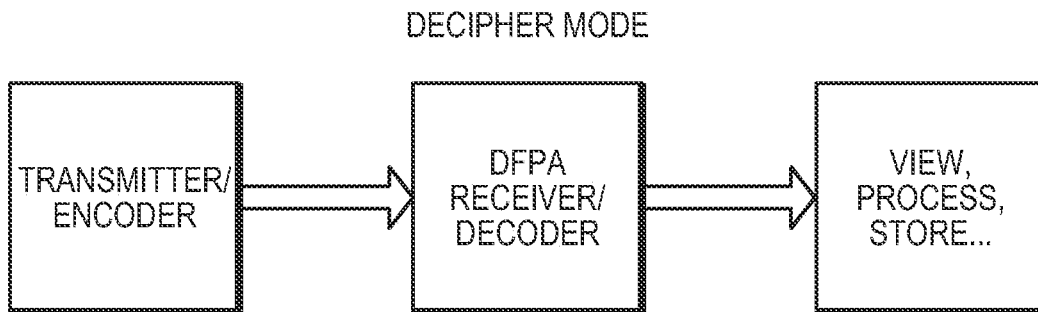 DECIPHER MODE
TRANSMITTER/
ENCODER
DFPA
RECEIVER/
DECODER
VIEW,
PROCESS,
STORE...